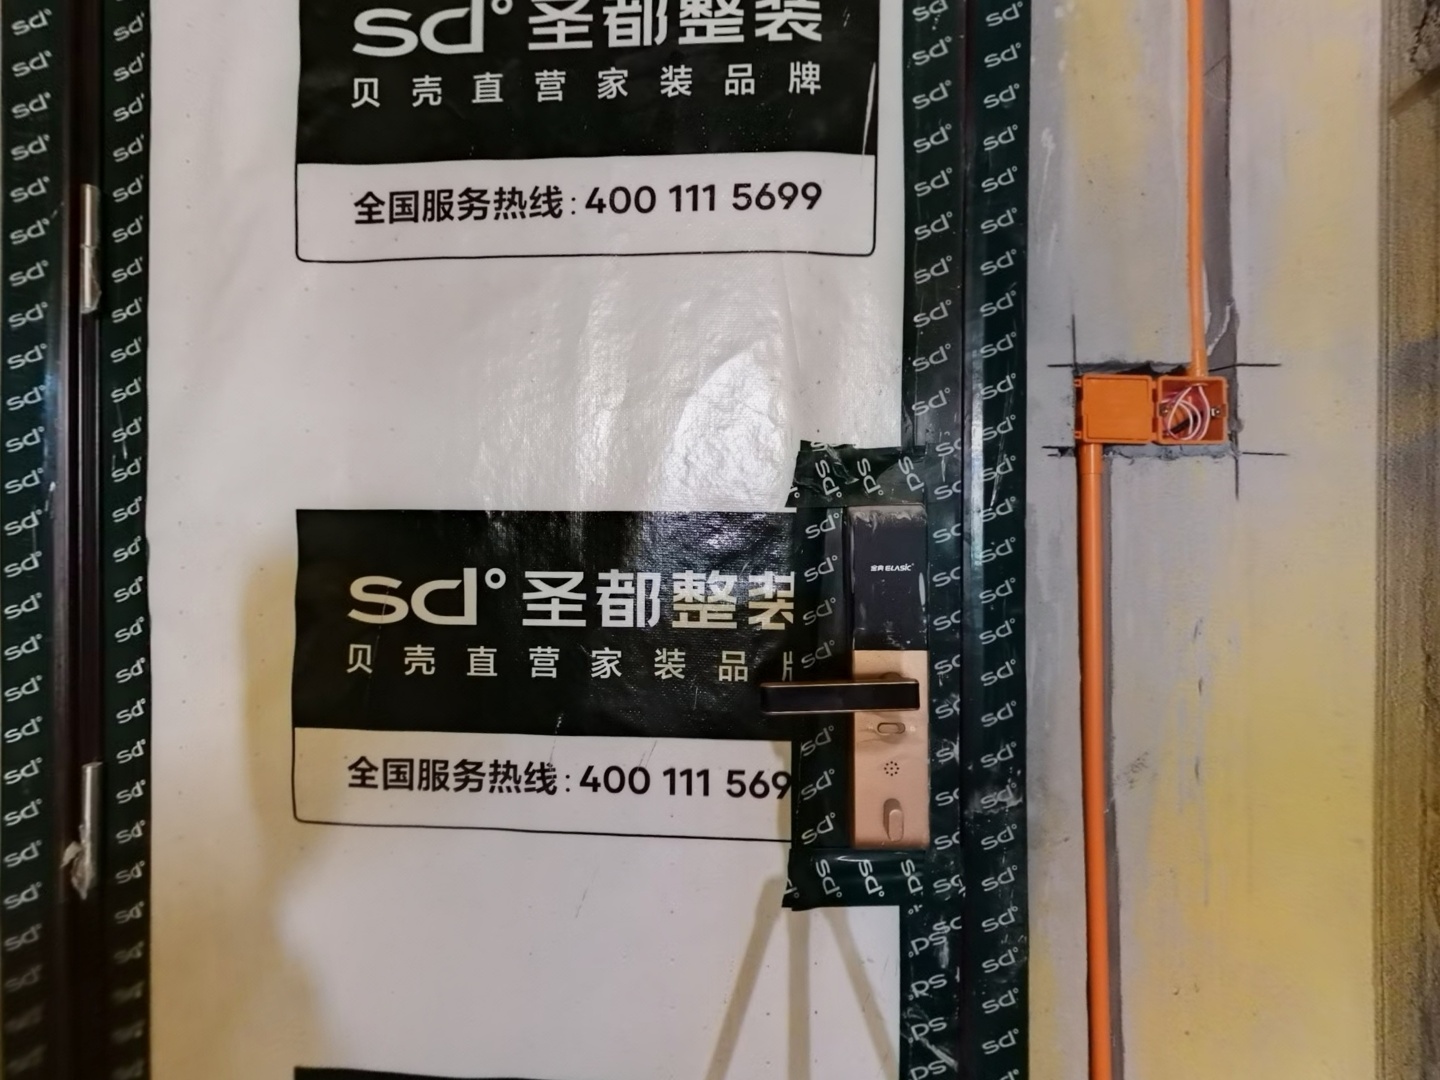 sd° 圣都整装
贝壳直营家装品牌
全国服务热线: 400 111 5699
sd° 圣都整装
贝壳直营家装品
全国服务热线: 400 111 569
ELASIC
sd°